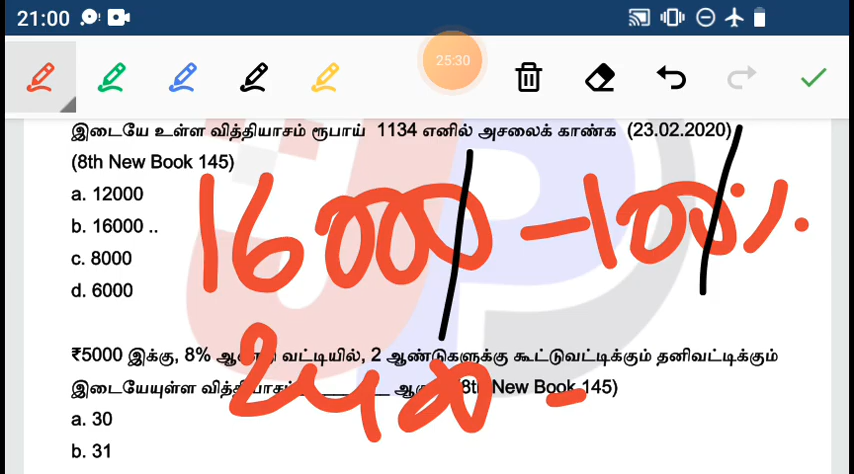 21:00
25:30
இடையே உள்ள வித்தியாசம் ரூபாய் 1134 எனில் அசலைக் காண்க (23.02.2020)
(8th New Book 145)
a. 12000
b. 16000 ..
c. 8000
d. 6000
16000 - 100%
₹5000 இக்கு, 8% வட்டியில், 2 ஆண்டுகளுக்கு கூட்டுவட்டிக்கும் தனிவட்டிக்கும்
இடையேயுள்ள 8th New Book 145)
a. 30
b. 31